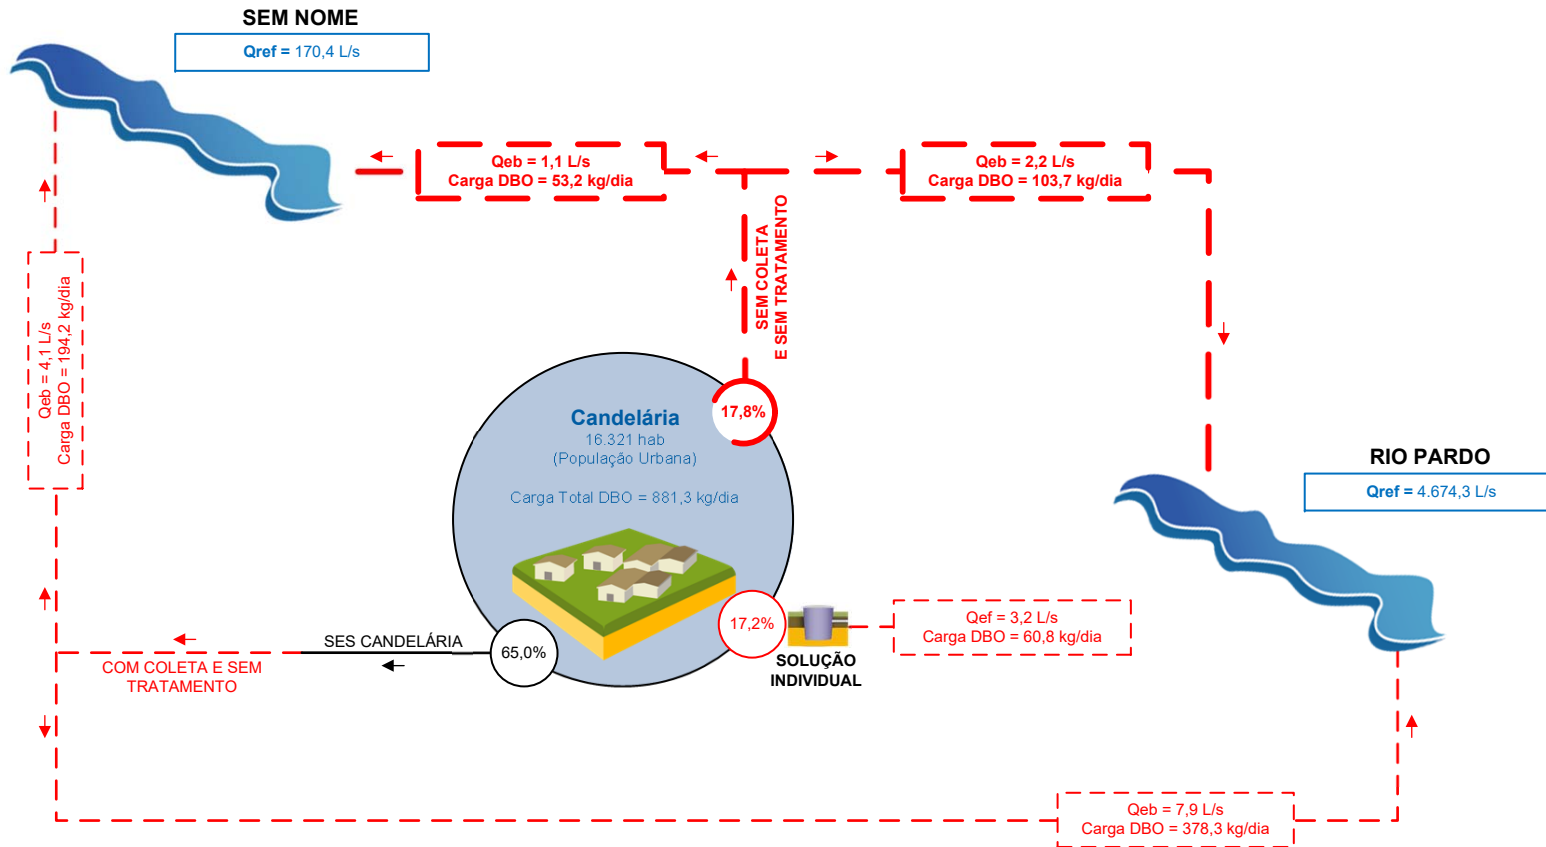 SEM NOME
Qref = 170,4 L/s
Qeb = 1,1 L/s
Carga DBO = 53,2 kg/dia
Qeb = 2,2 L/s
Carga DBO = 103,7 kg/dia
SEM COLETA
E SEM TRATAMENTO
Qeb = 4,1 L/s
Carga DBO = 194,2 kg/dia
17,8%
Candelária
16.321 hab
(População Urbana)
Carga Total DBO = 881,3 kg/dia
RIO PARDO
Qref = 4.674,3 L/s
17,2%
SOLUÇÃO
INDIVIDUAL
Qef = 3,2 L/s
Carga DBO = 60,8 kg/dia
65,0%
SES CANDELÁRIA
COM COLETA E SEM
TRATAMENTO
Qeb = 7,9 L/s
Carga DBO = 378,3 kg/dia